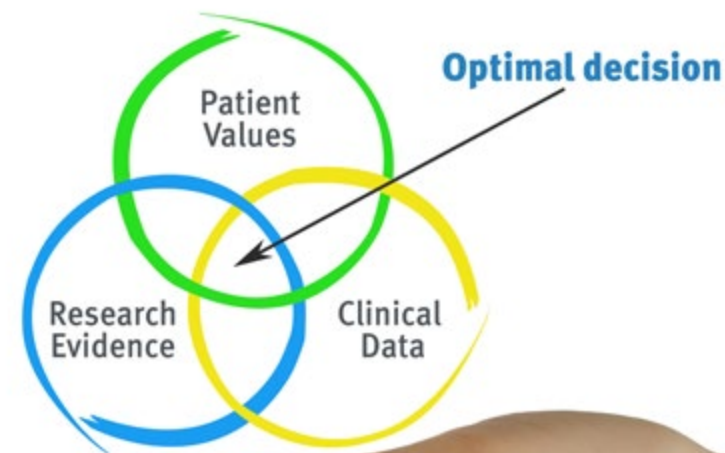 Optimal decision
Patient
Values
Research
Evidence
Clinical
Data